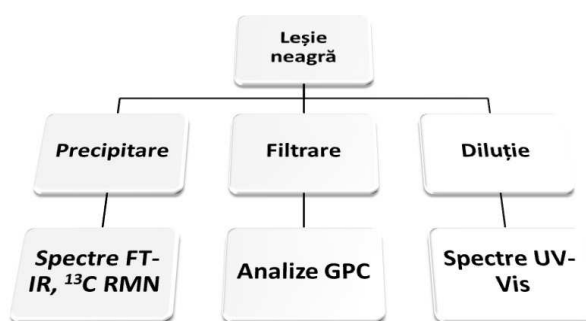 Leșie
neagră
Precipitare
Filtrare
Diluție
Spectre FT-
IR, ¹³C RMN
Analize GPC
Spectre UV-
Vis